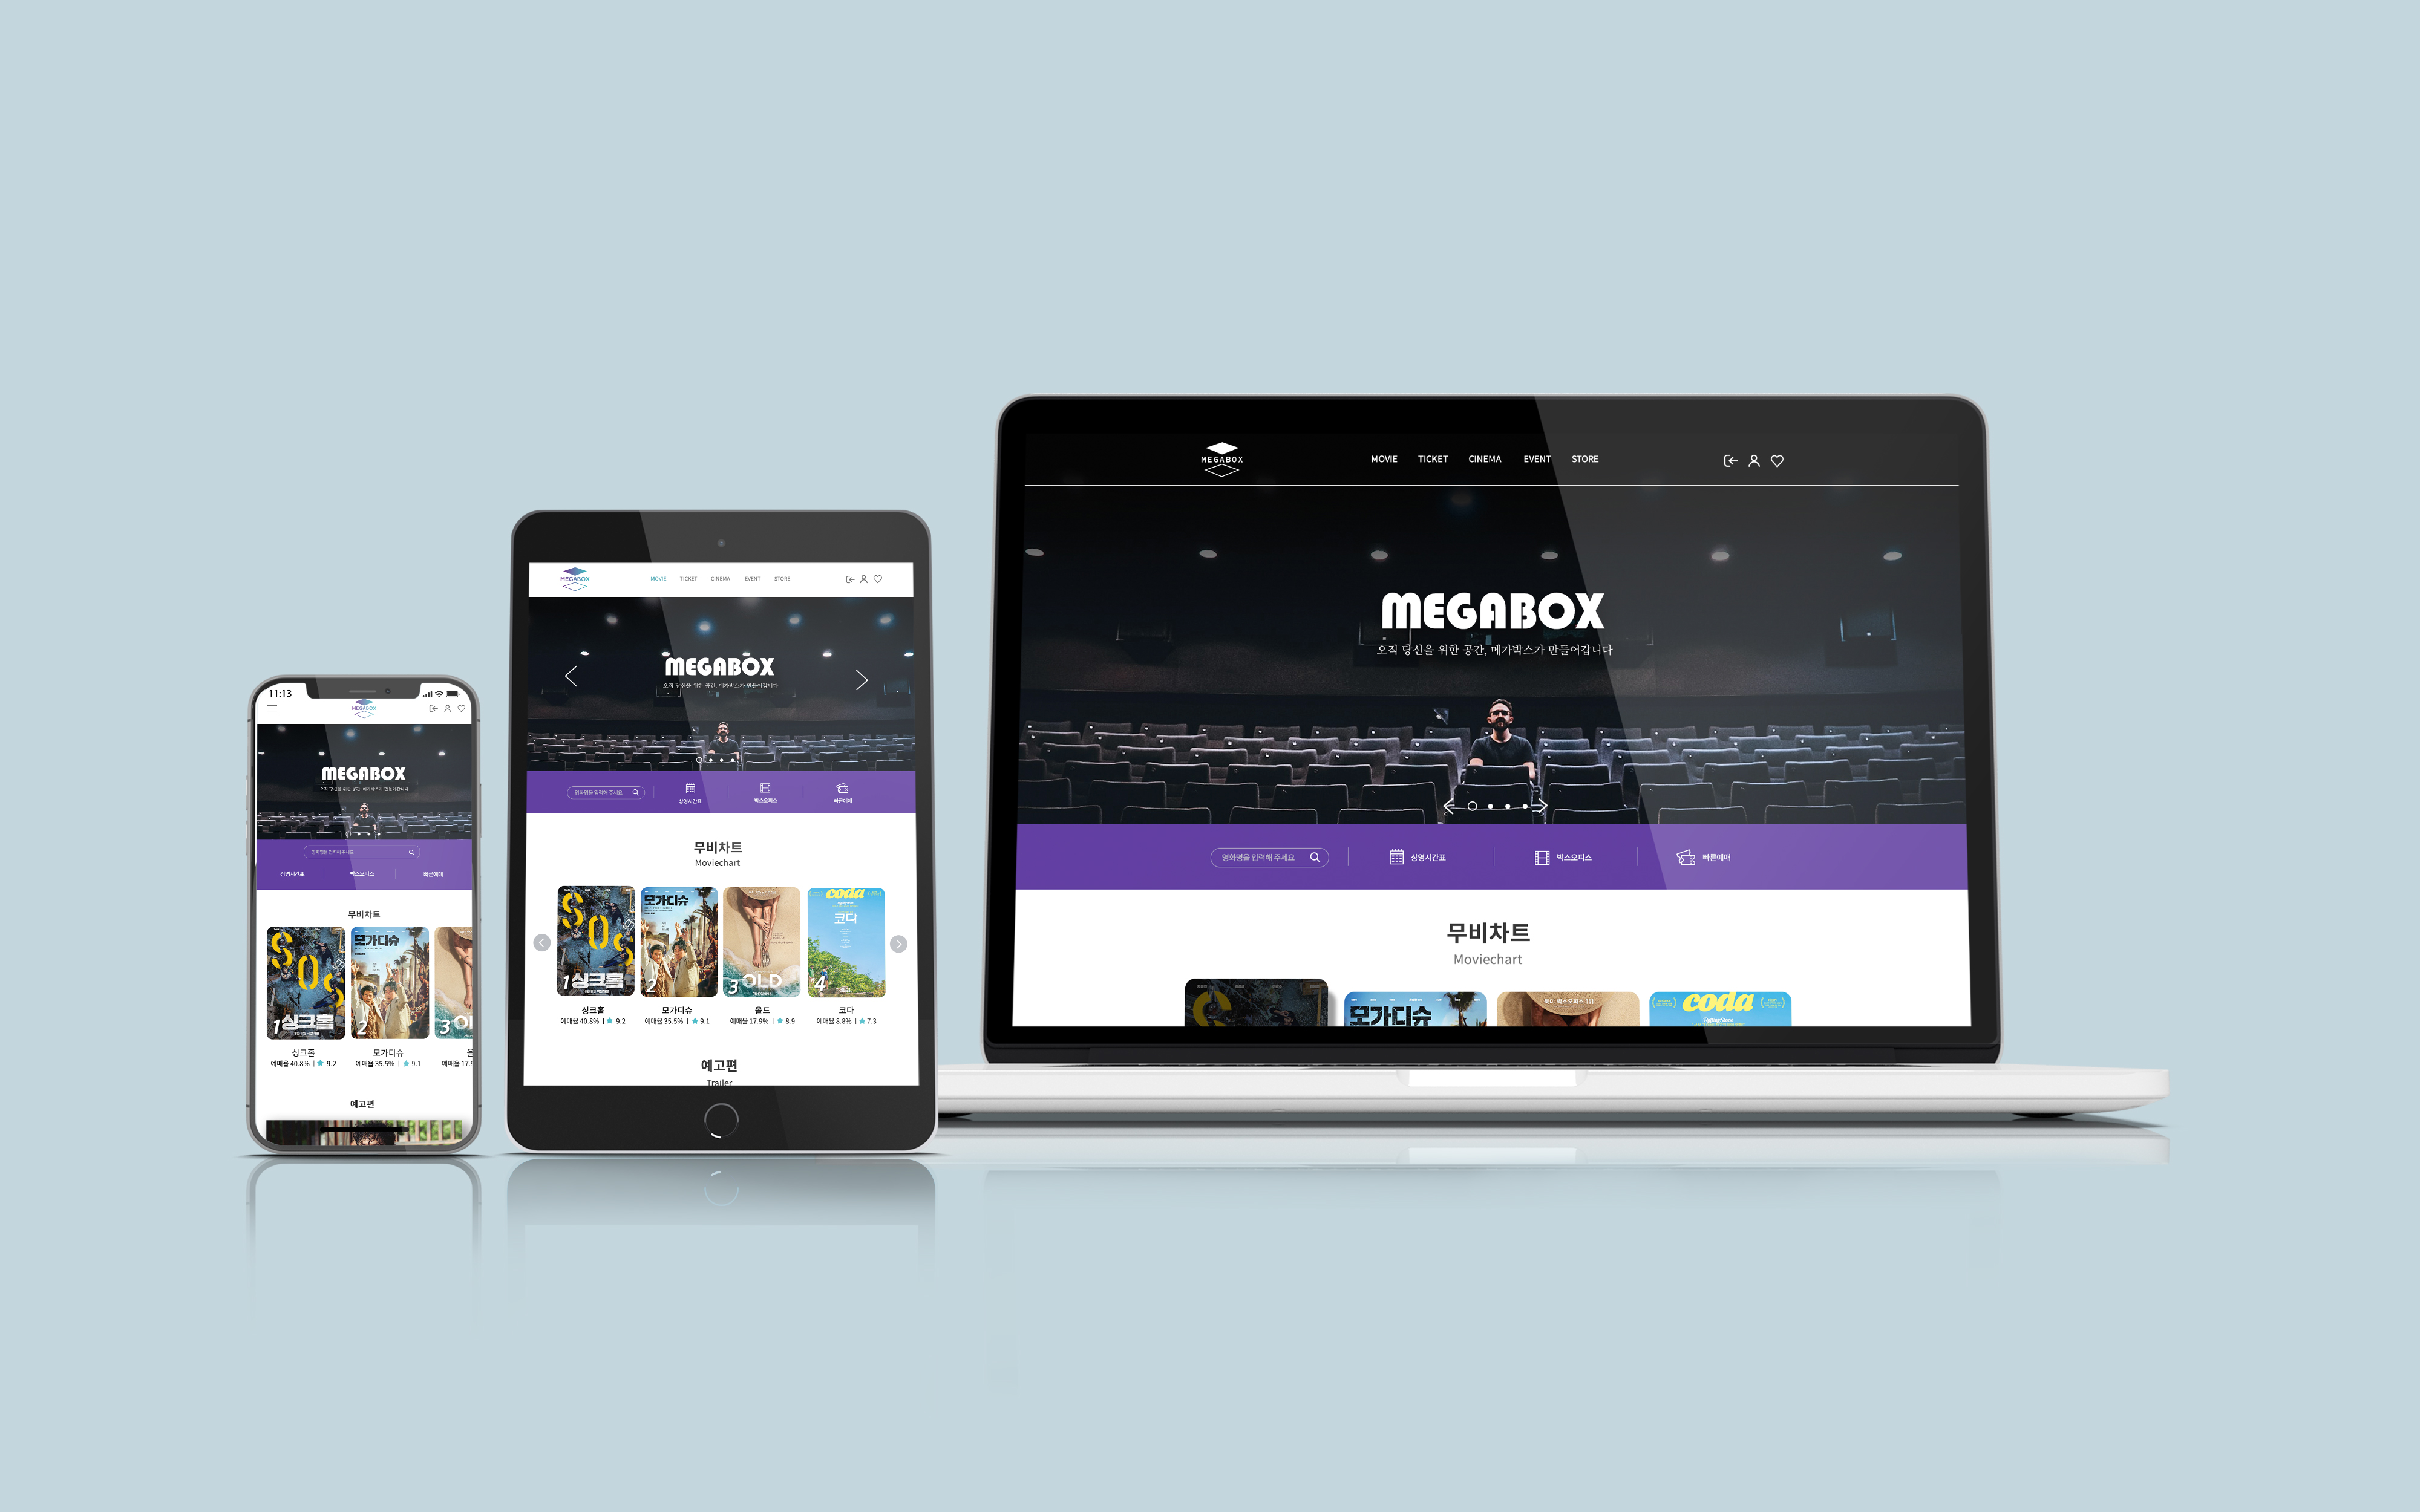 11:13
MEGABOX
MEGABOX
오직 당신을 위한 공간, 메가박스가 만들어갑니다
영화명을 입력해 주세요
상영시간표
박스오피스
빠른예매
무비차트
SOS
1 싱크홀
모가디슈
2
3 OL
싱크홀
예매율 40.8% | ★ 9.2
모가디슈
예매율 35.5% | ★ 9.1
예매율 17.9
예고편
MEGABOX
MOVIE TICKET CINEMA EVENT STORE
MEGABOX
오직 당신을 위한 공간, 메가박스가 만들어갑니다
영화명을 입력해 주세요
상영시간표
박스오피스
빠른예매
무비차트
Moviechart
SOS
1 싱크홀
모가디슈
2
3 OLD
coda
코다
4
싱크홀
예매율 40.8% | ★ 9.2
모가디슈
예매율 35.5% | ★ 9.1
올드
예매율 17.9% | ★ 8.9
코다
예매율 8.8% | ★ 7.3
예고편
Trailer
MEGABOX
MOVIE TICKET CINEMA EVENT STORE
MEGABOX
오직 당신을 위한 공간, 메가박스가 만들어갑니다
영화명을 입력해 주세요
상영시간표
박스오피스
빠른예매
무비차트
Moviechart
모가디슈
북미 박스오피스 1위
coda